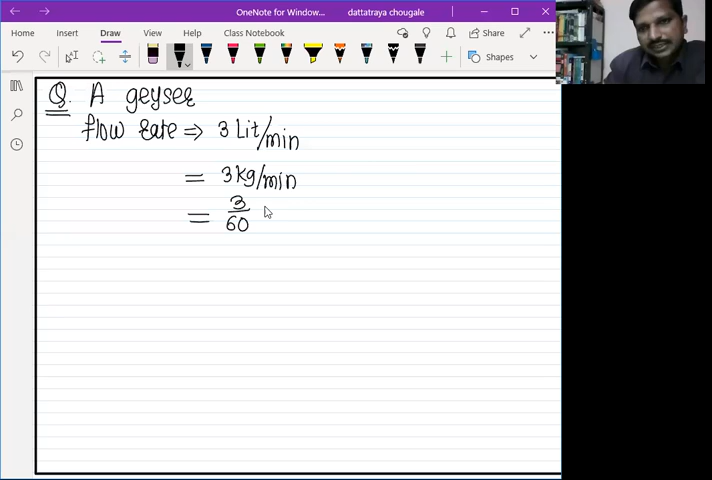 OneNote for Window... dattatraya chougale
Home Insert Draw View Help Class Notebook Share
Shapes
Q. A geyser
flow rate ⇒ 3 Lit/min
= 3 kg/min
= 3/60